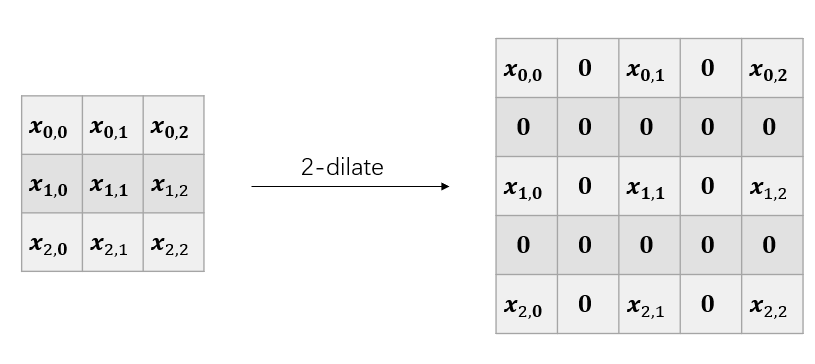 x0,0 x0,1 x0,2
x1,0 x1,1 x1,2
x2,0 x2,1 x2,2
2-dilate
x0,0 0 x0,1 0 x0,2
0 0 0 0 0
x1,0 0 x1,1 0 x1,2
0 0 0 0 0
x2,0 0 x2,1 0 x2,2